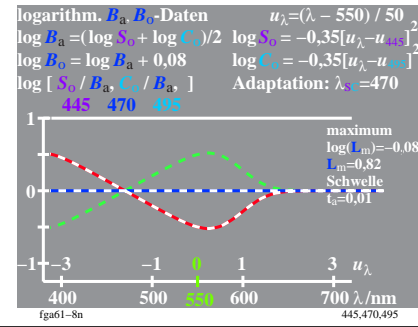 logarithm. Ba, Bo-Daten uλ=(λ − 550) / 50
log Ba=(log So+ log Co)/2 log So= −0,35[uλ−u445]2
log Bo= log Ba+ 0,08 log Co= −0,35[uλ−u495]2
log [ So / Ba, Co / Ba, ] Adaptation: λSC=470
445 470 495
1
maximum
log(Lm)=−0,08
Lm=0,82
0
Schwelle
ta=0,01
−1 −3 −1 0 1 3 uλ
400 500 550 600 700 λ/nm
fga61−8n 445,470,495